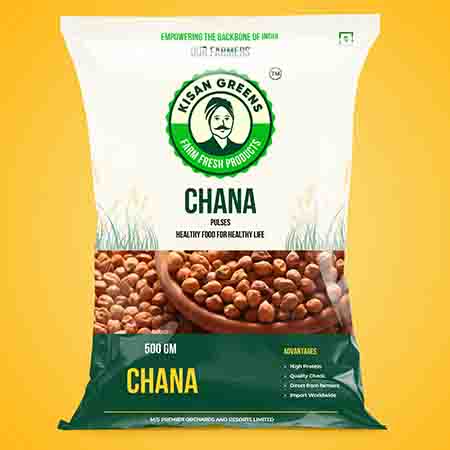 EMPOWERING THE BACKBONE OF INDIA
OUR FARMERS
TM
KISAN GREENS
FARM FRESH PRODUCTS
CHANA
PULSES
HEALTHY FOOD FOR HEALTHY LIFE
500 GM
CHANA
ADVANTAGES
• High Protein
• Quality Check
• Direct from farmers
• Import Worldwide
M/S PREMIER ORCHARDS AND RESORTS LIMITED